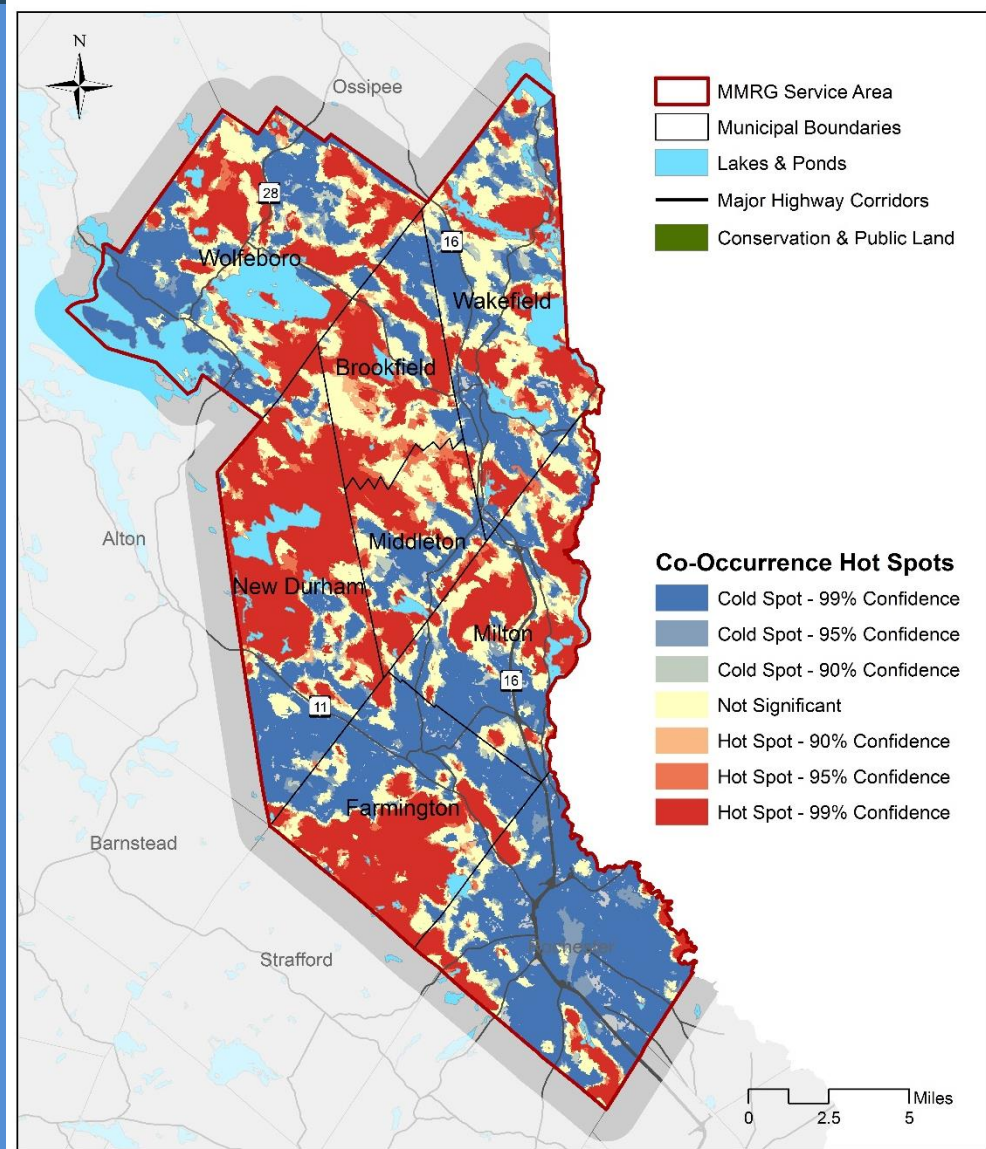 N
Ossipee
MMRG Service Area
Municipal Boundaries
Lakes & Ponds
Major Highway Corridors
Conservation & Public Land
28
16
Wolfeboro
Wakefield
Brookfield
Alton
Middleton
New Durham
Milton
16
11
Farmington
Barnstead
Strafford
Rochester
Co-Occurrence Hot Spots
Cold Spot - 99% Confidence
Cold Spot - 95% Confidence
Cold Spot - 90% Confidence
Not Significant
Hot Spot - 90% Confidence
Hot Spot - 95% Confidence
Hot Spot - 99% Confidence
Miles
0 2.5 5